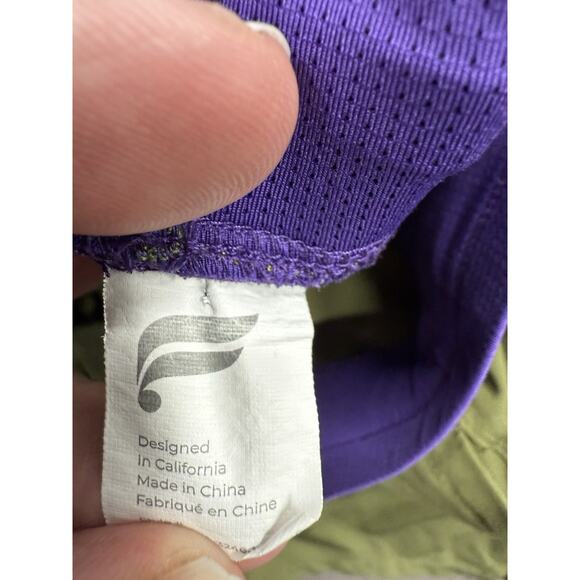 Designed
in California
Made in China
Fabriqué en Chine